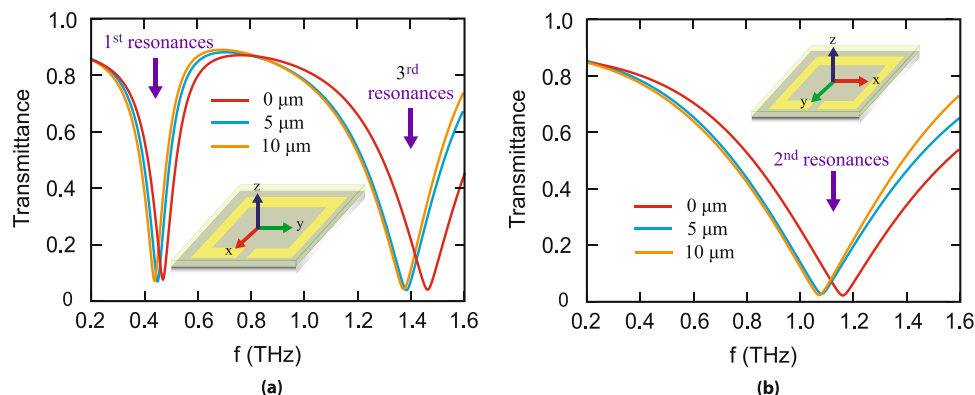 1.0
0.8
0.6
0.4
0.2
0
Transmittance
1st resonances
3rd
resonances
0 μm
5 μm
10 μm
z
y
x
0.2 0.4 0.6 0.8 1.0 1.2 1.4 1.6
f (THz)
(a)
1.0
0.8
0.6
0.4
0.2
0
Transmittance
z
x
y
2nd resonances
0 μm
5 μm
10 μm
0.2 0.4 0.6 0.8 1.0 1.2 1.4 1.6
f (THz)
(b)